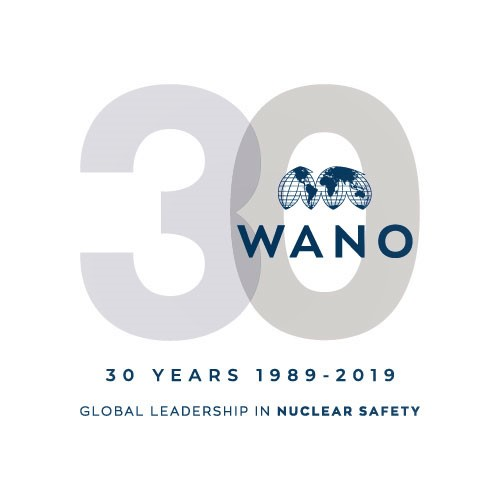 30
WANO
30 YEARS 1989-2019
GLOBAL LEADERSHIP IN NUCLEAR SAFETY